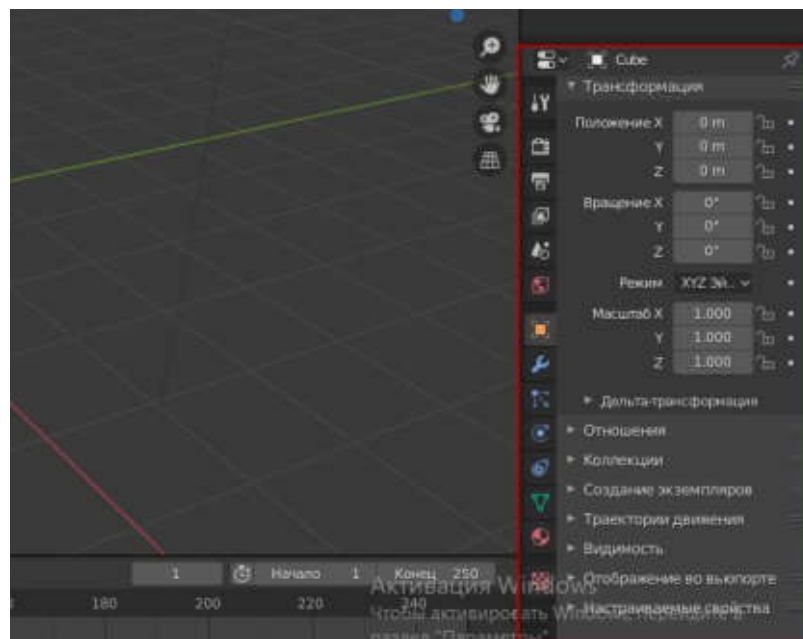 Cube
Трансформация
Положение X 0 m
Y 0 m
Z 0 m
Вращение X 0°
Y 0°
Z 0°
Режим XYZ Эй..
Масштаб X 1.000
Y 1.000
Z 1.000
Дельта-трансформация
Отношения
Коллекции
Создание экземпляров
Траектории движения
Видимость
Отображение во вьюпорте
Настраиваемые свойства
1 Начало 1 Конец 250
180 200 220 240
Активация Windows
Чтобы активировать Windows, перейдите в
раздел "Параметры"